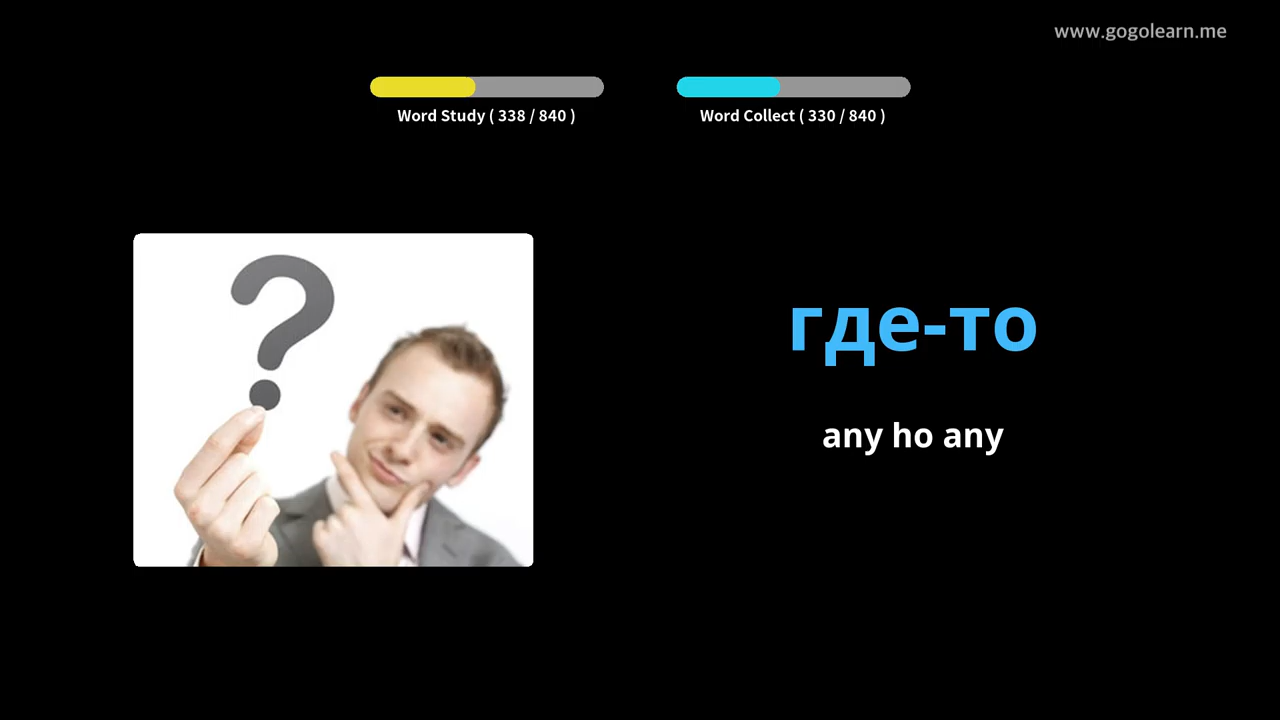 www.gogolearn.me
Word Study ( 338 / 840 )
Word Collect ( 330 / 840 )
?
где-то
any ho any